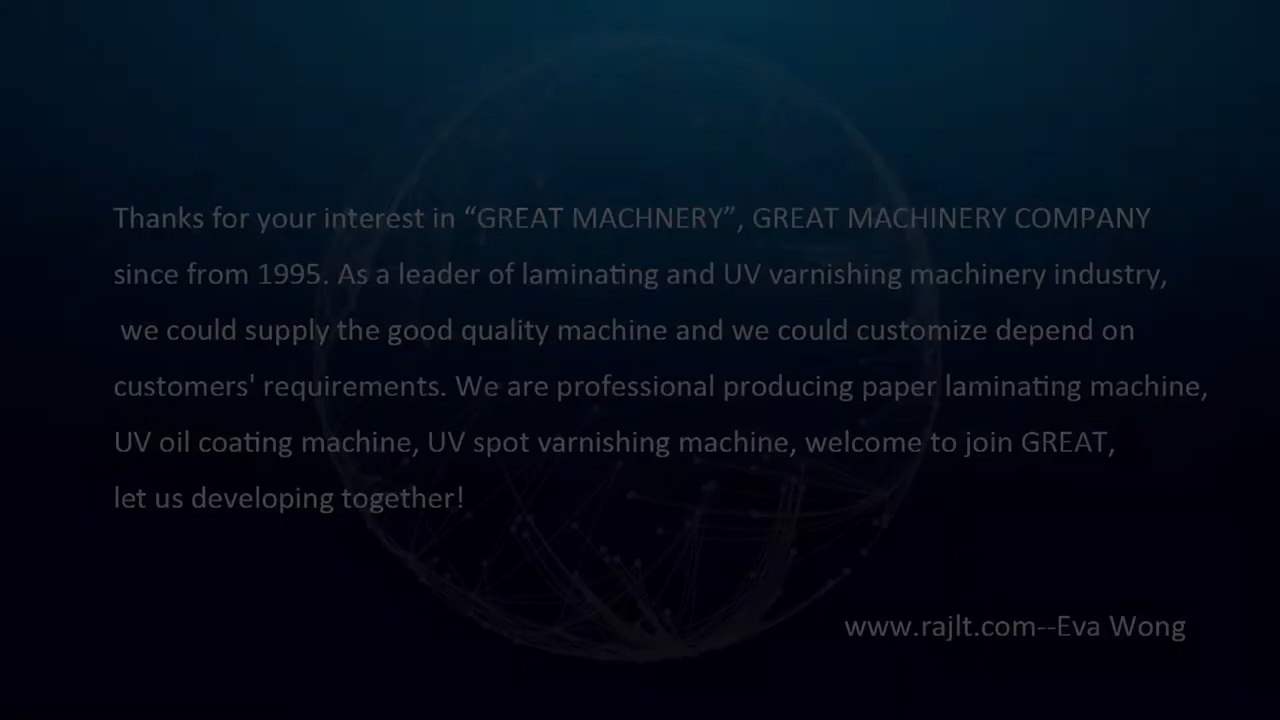 Thanks for your interest in “GREAT MACHNERY”, GREAT MACHINERY COMPANY
since from 1995. As a leader of laminating and UV varnishing machinery industry,
we could supply the good quality machine and we could customize depend on
customers' requirements. We are professional producing paper laminating machine,
UV oil coating machine, UV spot varnishing machine, welcome to join GREAT,
let us developing together!
www.rajlt.com--Eva Wong